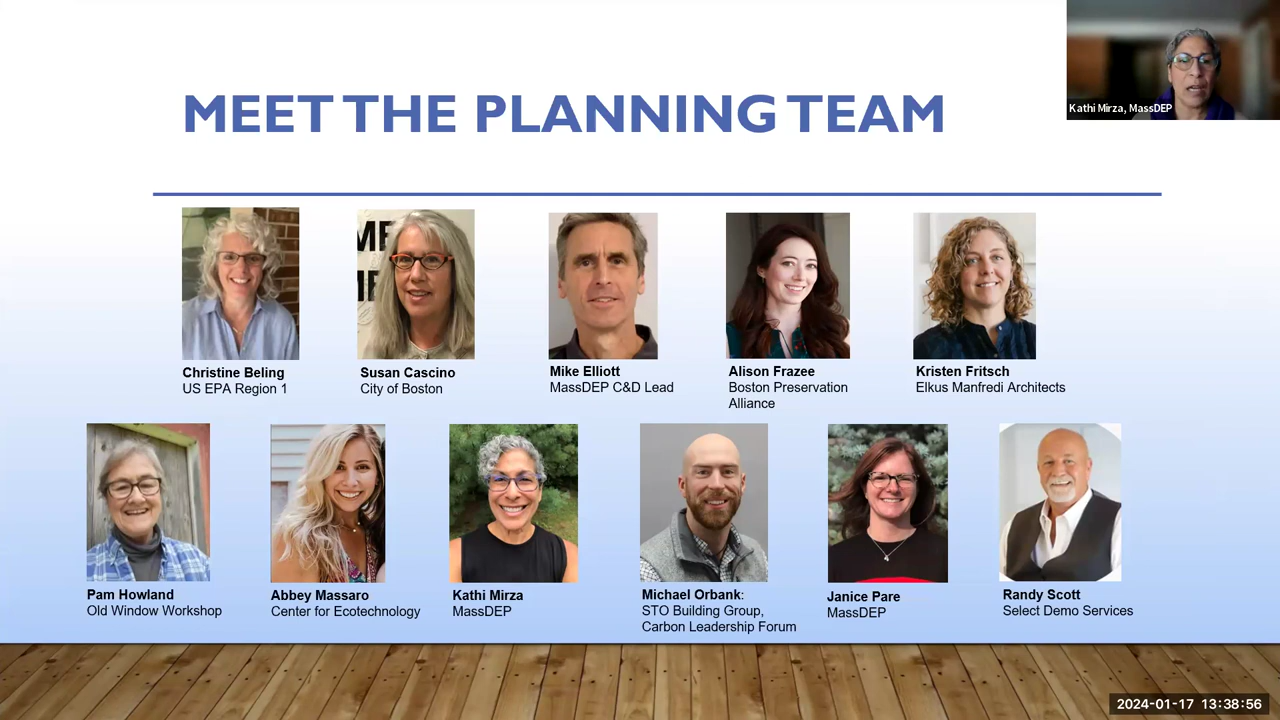 MEET THE PLANNING TEAM
Kathi Mirza, MassDEP
Christine Beling
US EPA Region 1
Susan Cascino
City of Boston
Mike Elliott
MassDEP C&D Lead
Alison Frazee
Boston Preservation
Alliance
Kristen Fritsch
Elkus Manfredi Architects
Pam Howland
Old Window Workshop
Abbey Massaro
Center for Ecotechnology
Kathi Mirza
MassDEP
Michael Orbank:
STO Building Group,
Carbon Leadership Forum
Janice Pare
MassDEP
Randy Scott
Select Demo Services
2024-01-17 13:38:56